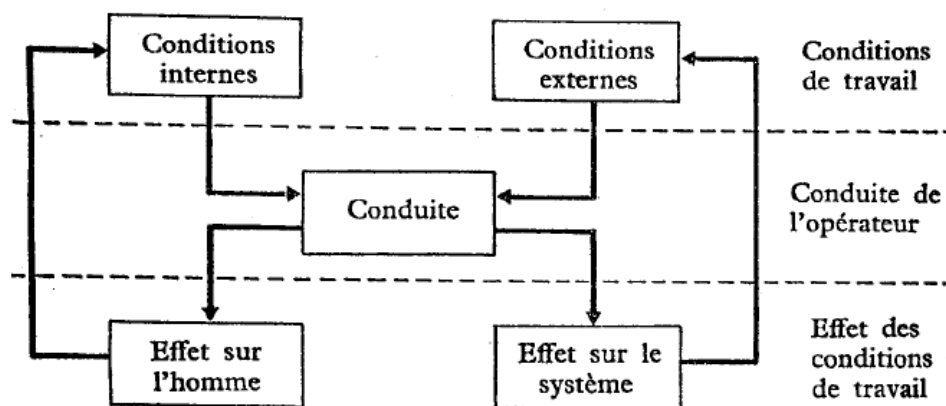 Conditions
internes
Conditions
externes
Conditions
de travail
Conduite
Conduite de
l'opérateur
Effet sur
l'homme
Effet sur le
système
Effet des
conditions
de travail